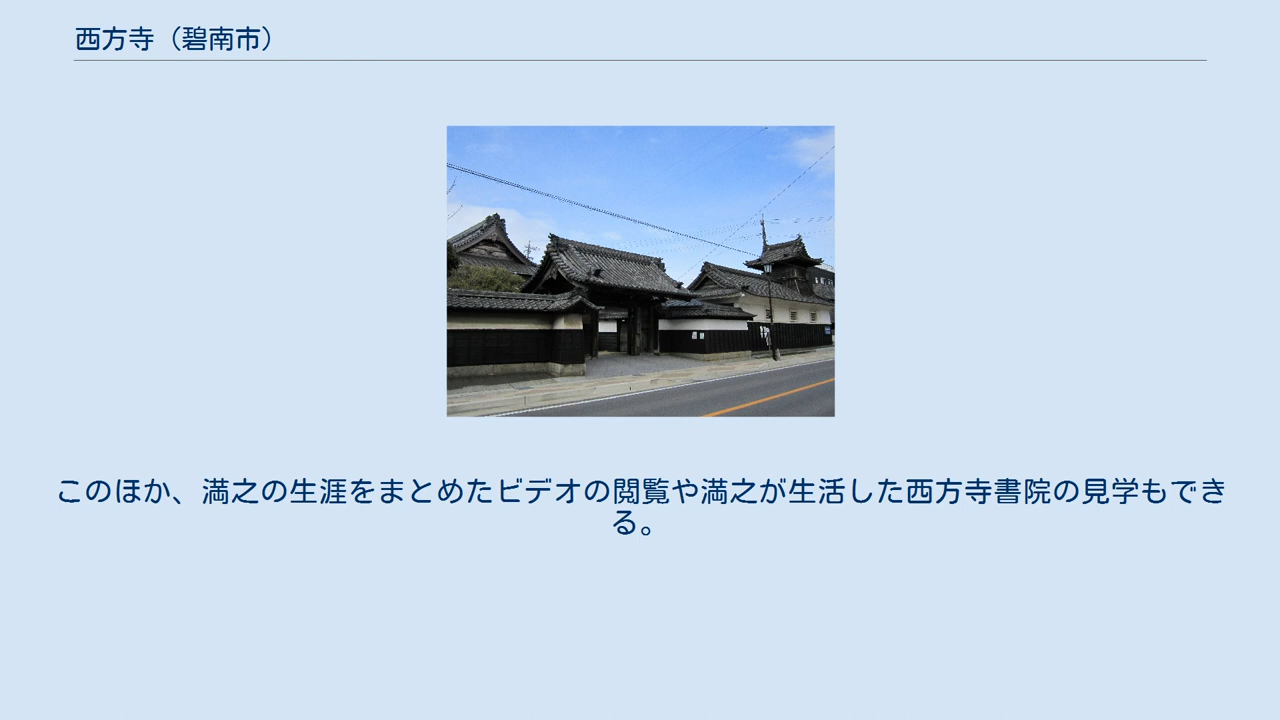 西方寺（碧南市）
このほか、満之の生涯をまとめたビデオの閲覧や満之が生活した西方寺書院の見学もでき
る。